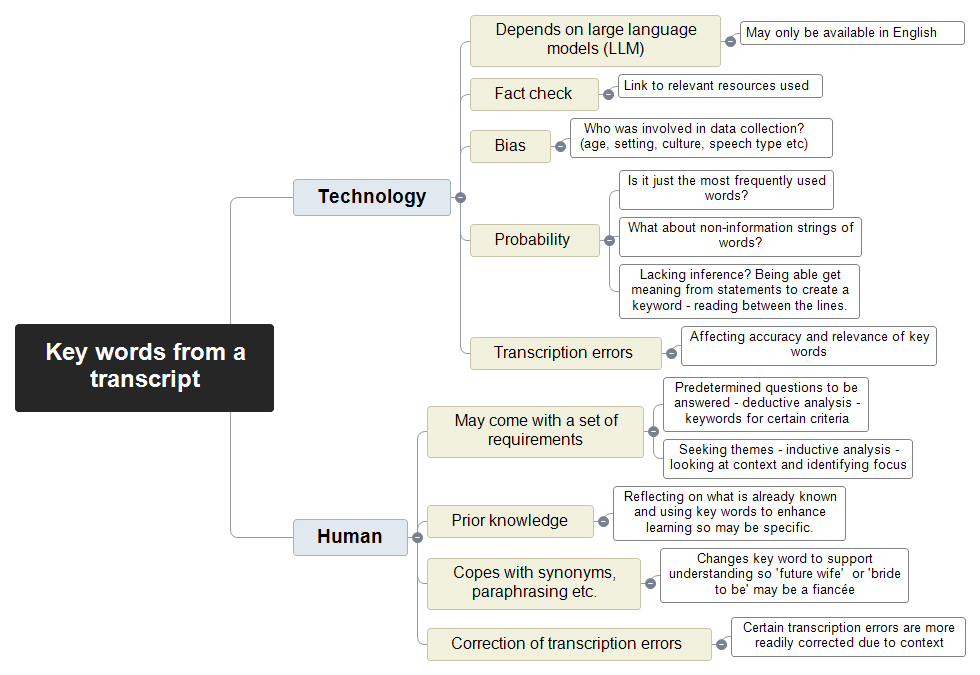 Key words from a
transcript
Technology
Depends on large language
models (LLM)
May only be available in English
Fact check
Link to relevant resources used
Bias
Who was involved in data collection?
(age, setting, culture, speech type etc)
Probability
Is it just the most frequently used
words?
What about non-information strings of
words?
Lacking inference? Being able get
meaning from statements to create a
keyword - reading between the lines.
Transcription errors
Affecting accuracy and relevance of key
words
Human
May come with a set of
requirements
Predetermined questions to be
answered - deductive analysis -
keywords for certain criteria
Seeking themes - inductive analysis -
looking at context and identifying focus
Prior knowledge
Reflecting on what is already known
and using key words to enhance
learning so may be specific.
Copes with synonyms,
paraphrasing etc.
Changes key word to support
understanding so 'future wife'  or 'bride
to be' may be a fiancée
Correction of transcription errors
Certain transcription errors are more
readily corrected due to context